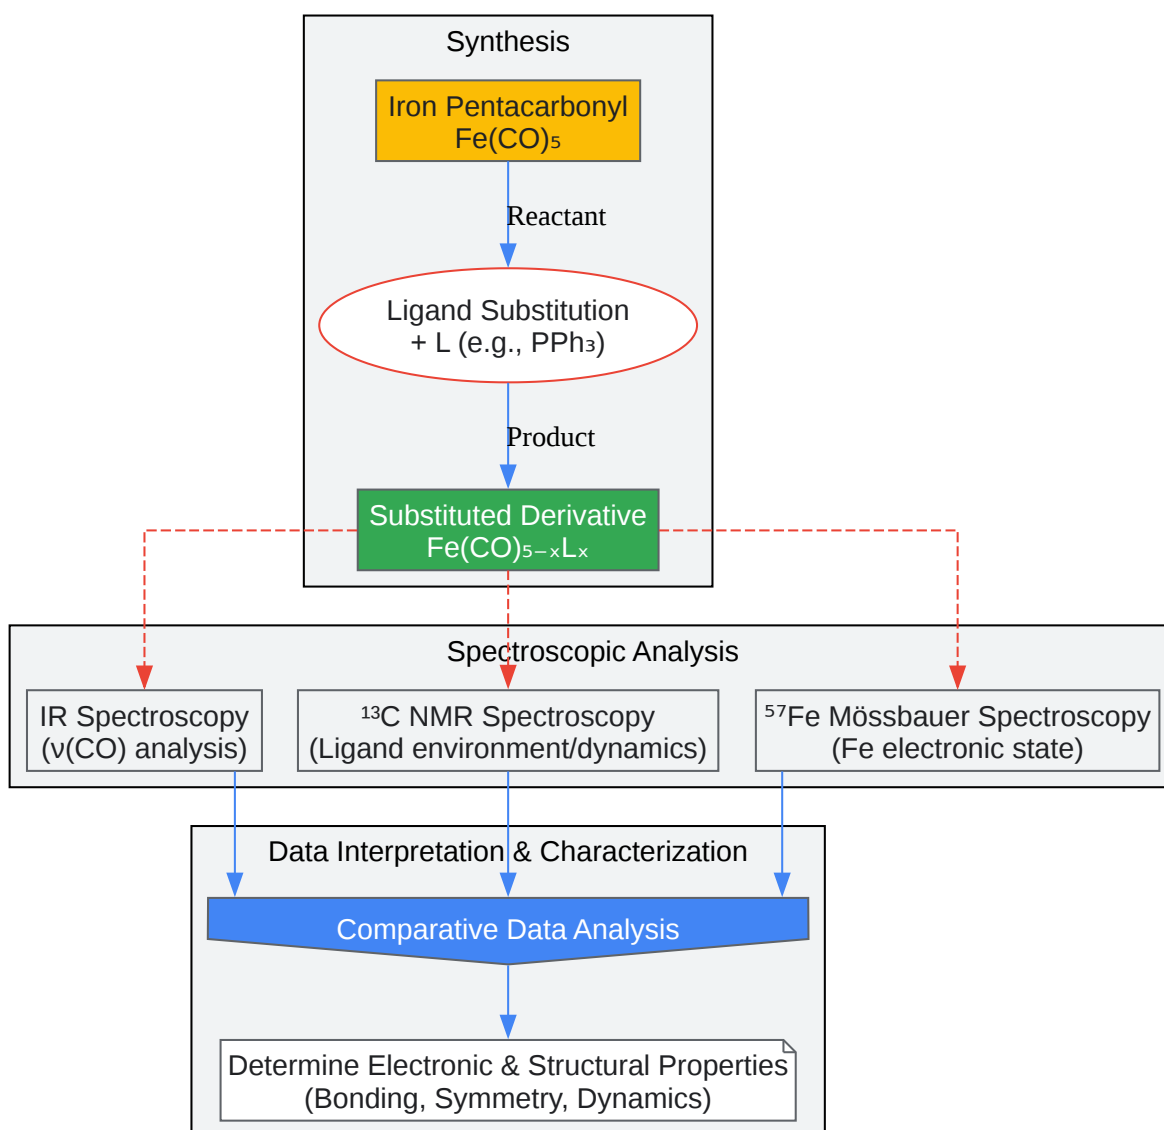 Synthesis
Iron Pentacarbonyl
Fe(CO)₅
Reactant
Ligand Substitution
+ L (e.g., PPh₃)
Product
Substituted Derivative
Fe(CO)₅₋ₓLₓ
Spectroscopic Analysis
IR Spectroscopy
(ν(CO) analysis)
¹³C NMR Spectroscopy
(Ligand environment/dynamics)
⁵⁷Fe Mössbauer Spectroscopy
(Fe electronic state)
Data Interpretation & Characterization
Comparative Data Analysis
Determine Electronic & Structural Properties
(Bonding, Symmetry, Dynamics)